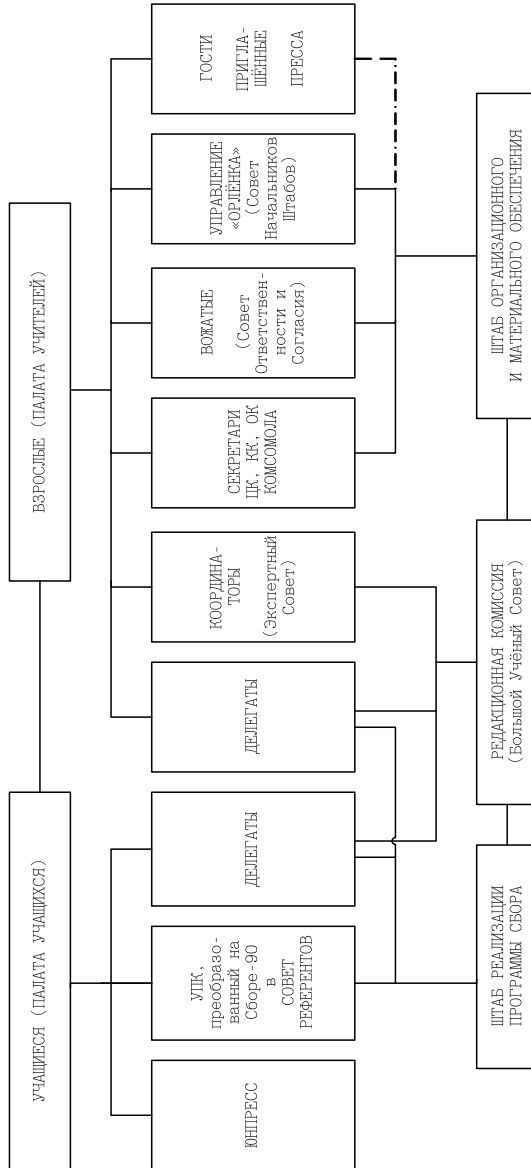 УЧАЩИЕСЯ (ПАЛАТА УЧАЩИХСЯ)
ВЗРОСЛЫЕ (ПАЛАТА УЧИТЕЛЕЙ)
ЮНПРЕСС
УПК,
преобразо-
ванный на
Сборе-90
в
СОВЕТ
РЕФЕРЕНТОВ
ДЕЛЕГАТЫ
ДЕЛЕГАТЫ
КООРДИНА-
ТОРЫ
(Экспертный
Совет)
СЕКРЕТАРИ
ЦК, КК, ОК
КОМСОМОЛА
ВОЖАТЫЕ
(Совет
Ответствен-
ности и
Согласия)
УПРАВЛЕНИЕ
«ОРЛЁНКА»
(Совет
Начальников
Штабов)
ГОСТИ
ПРИГЛА-
ШЁННЫЕ
ПРЕССА
ШТАБ РЕАЛИЗАЦИИ
ПРОГРАММЫ СБОРА
РЕДАКЦИОННАЯ КОМИССИЯ
(Большой Учёный Совет)
ШТАБ ОРГАНИЗАЦИОННОГО
И МАТЕРИАЛЬНОГО ОБЕСПЕЧЕНИЯ